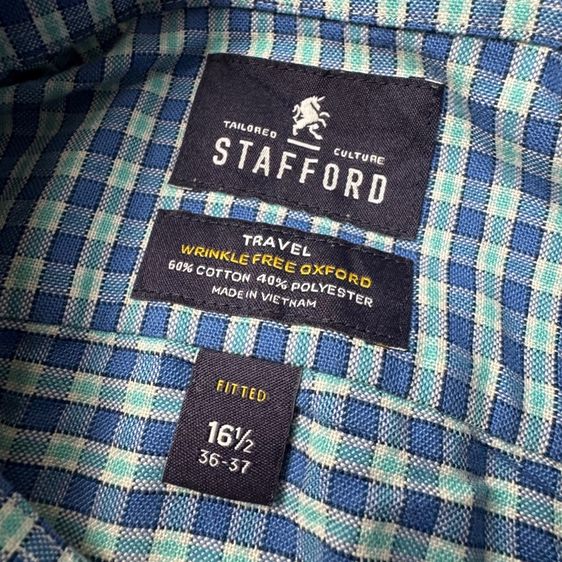 TAILORED CULTURE
STAFFORD
TRAVEL
WRINKLE FREE OXFORD
60% COTTON 40% POLYESTER
MADE IN VIETNAM
FITTED
16½
36-37